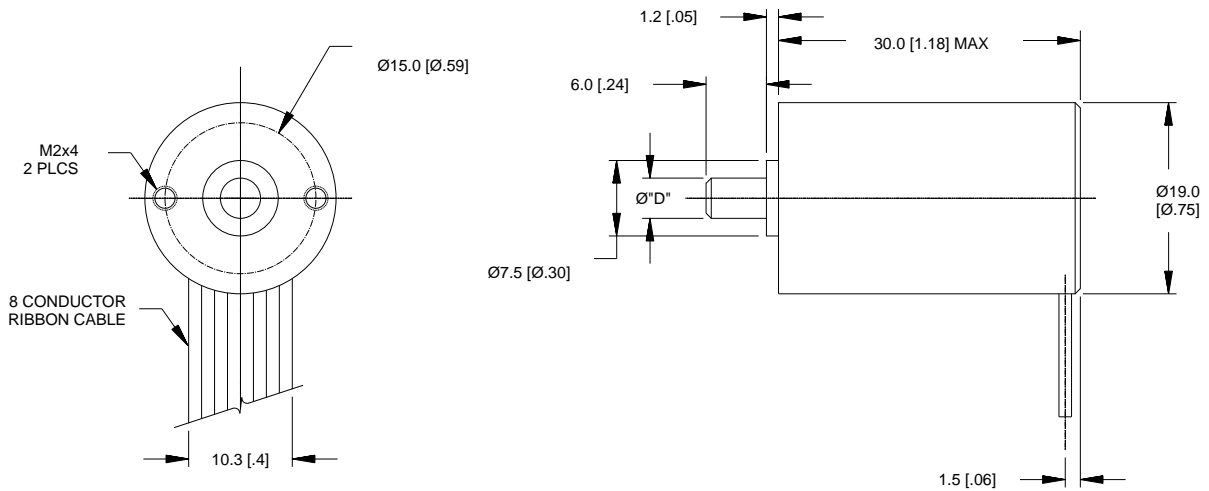 1.2 [.05]
30.0 [1.18] MAX
Ø15.0 [Ø.59]
6.0 [.24]
M2x4
2 PLCS
Ø"D"
Ø19.0
[Ø.75]
Ø7.5 [Ø.30]
8 CONDUCTOR
RIBBON CABLE
10.3 [.4]
1.5 [.06]